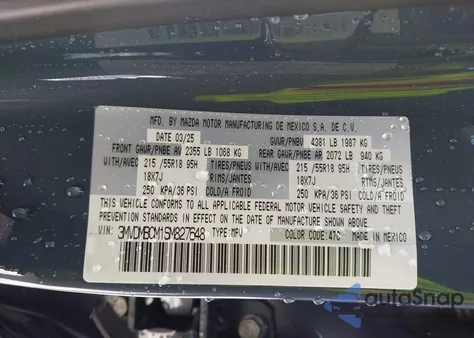 MFD. BY MAZDA MOTOR MANUFACTURING DE MEXICO S.A. DE C.V.
DATE 03/25 GVWR/PNBV 4381 LB 1987 KG
FRONT GAWR/PNBE AV 2055 LB 1068 KG REAR GAWR/PNBE AR 2072 LB 940 KG
WITH/AVEC 215 /55R18 95H TIRES/PNEUS WITH/AVEC 215 /55R18 95H TIRES/PNEUS
18X7J RIMS/JANTES 18X7J RIMS/JANTES
250 KPA/36 PSI COLD/A FROID 250 KPA/36 PSI COLD/A FROID
THIS VEHICLE CONFORMS TO ALL APPLICABLE FEDERAL MOTOR VEHICLE SAFETY AND THEFT
PREVENTION STANDARDS IN EFFECT ON THE DATE OF MANUFACTURE SHOWN ABOVE.
VIN: 3MVDMBCM1SM827648 TYPE: MPV COLOR CODE: 47C MADE IN MEXICO
autoSnap